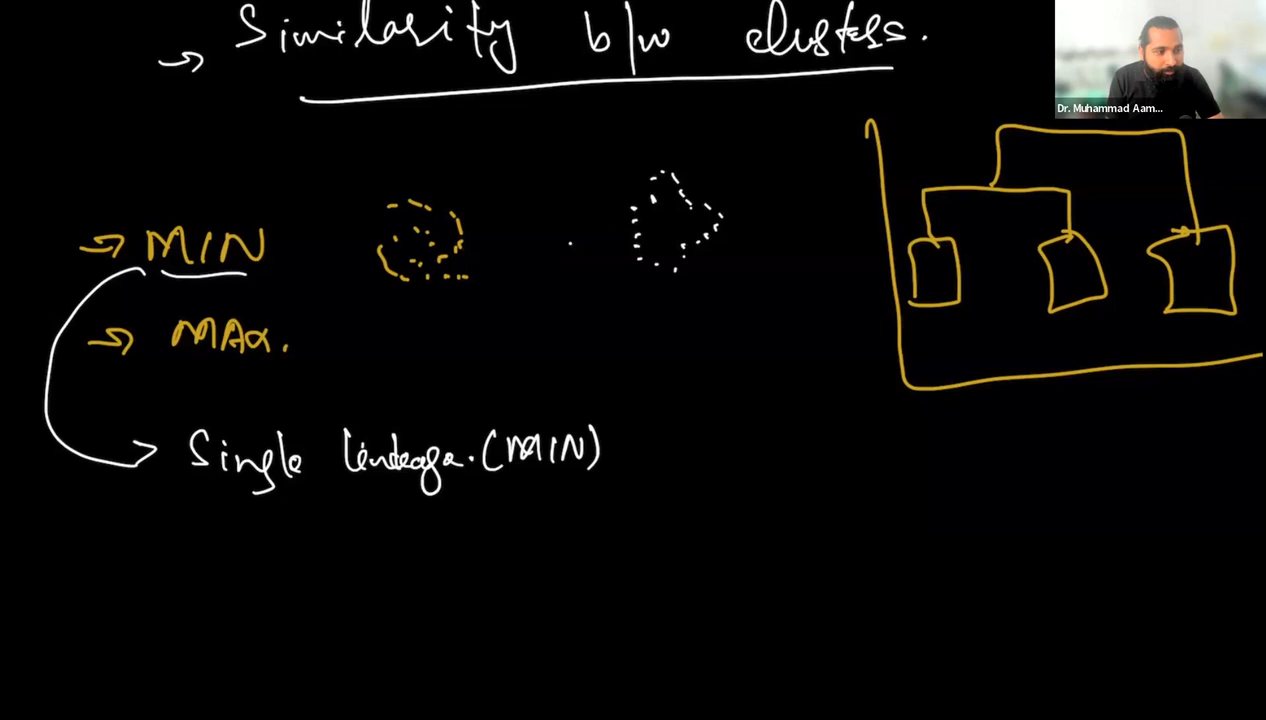 → Similarity b/w clusters.
Dr. Muhammad Aam...
→ MIN
→ MAX.
Single linkage. (MIN)